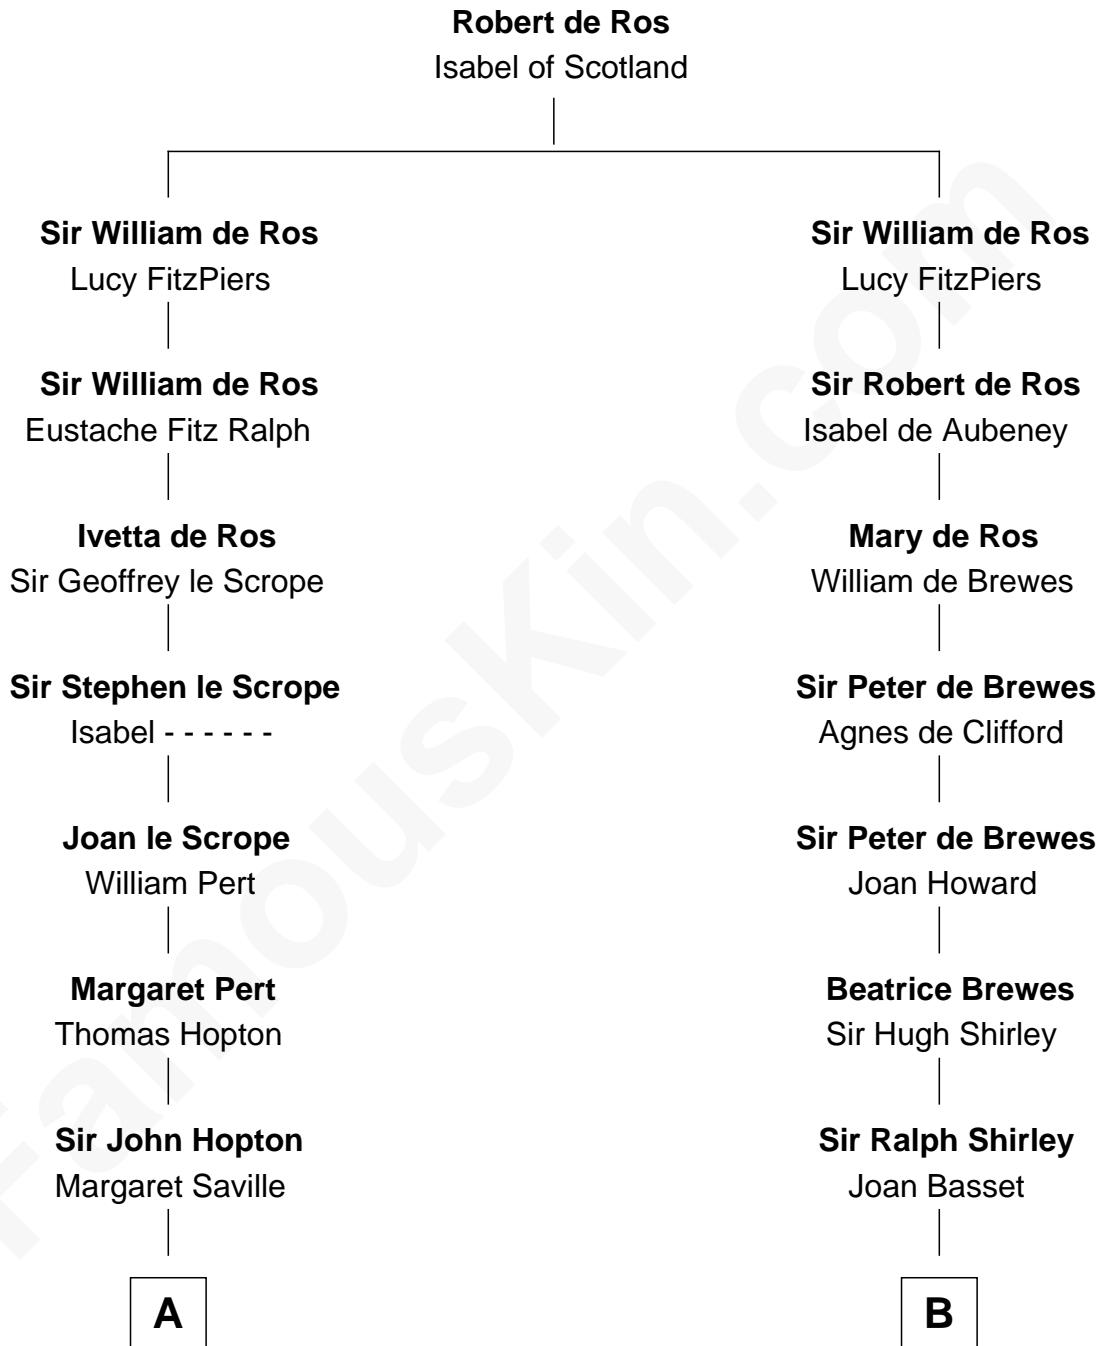 Robert de Ros
Isabel of Scotland
Sir William de Ros
Lucy FitzPiers
Sir William de Ros
Lucy FitzPiers
Sir William de Ros
Eustache Fitz Ralph
Sir Robert de Ros
Isabel de Aubeney
Ivetta de Ros
Sir Geoffrey le Scrope
Mary de Ros
William de Brewes
Sir Stephen le Scrope
Isabel - - - - - -
Sir Peter de Brewes
Agnes de Clifford
Joan le Scrope
William Pert
Sir Peter de Brewes
Joan Howard
Margaret Pert
Thomas Hopton
Beatrice Brewes
Sir Hugh Shirley
Sir John Hopton
Margaret Saville
Sir Ralph Shirley
Joan Basset
A
B
FamousKin.com